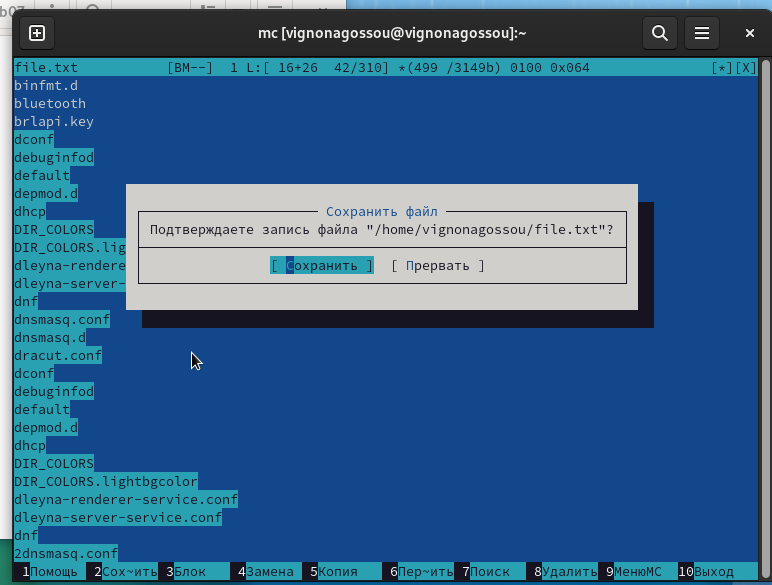 mc [vignonagossou@vignonagossou]:~
file.txt [BM--] 1 L:[ 16+26 42/310] *(499 /3149b) 0100 0x064 [*][X]
binfmt.d
bluetooth
brlapi.key
dconf
debuginfod
default
depmod.d
dhcp
Сохранить файл
DIR_COLORS
Подтверждаете запись файла "/home/vignonagossou/file.txt"?
DIR_COLORS.lig
dleyna-rendere
[ Сохранить ] [ Прервать ]
dleyna-server-
dnf
dnsmasq.conf
dnsmasq.d
dracut.conf
dconf
debuginfod
default
depmod.d
dhcp
DIR_COLORS
DIR_COLORS.lightbgcolor
dleyna-renderer-service.conf
dleyna-server-service.conf
dnf
2dnsmasq.conf
1Помощь 2Сох~ить 3Блок 4Замена 5Копия 6Пер~ить 7Поиск 8Удалить 9МенюМС 10Выход